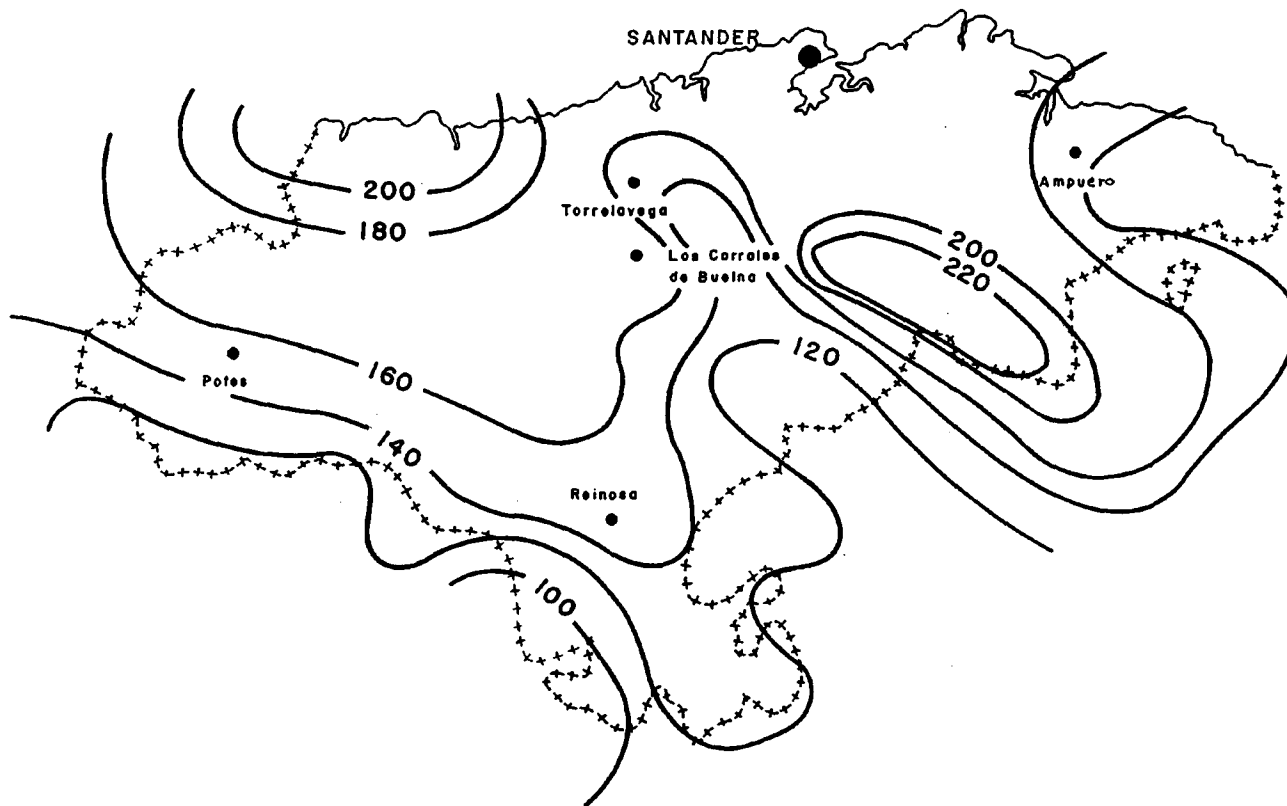 SANTANDER
Ampuero
200
180
Torrelavega
Los Corrales
de Buelna
200
220
120
Potes
160
140
Reinosa
100